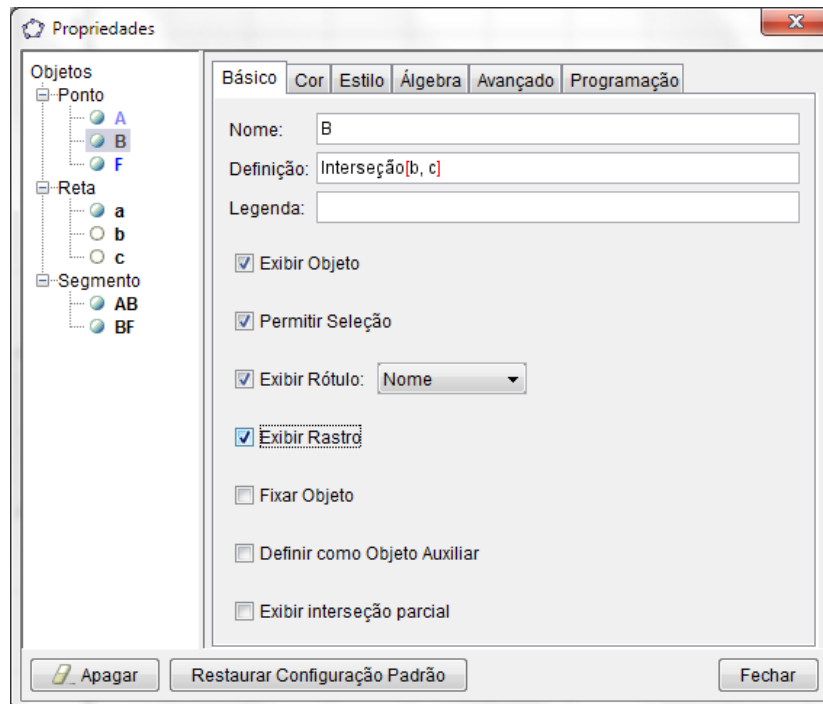 Propriedades
Objetos
Ponto
A
B
F
Reta
a
b
c
Segmento
AB
BF
Básico Cor Estilo Álgebra Avançado Programação
Nome: B
Definição: Interseção[b, c]
Legenda:
Exibir Objeto
Permitir Seleção
Exibir Rótulo: Nome
Exibir Rastro
Fixar Objeto
Definir como Objeto Auxiliar
Exibir interseção parcial
Apagar Restaurar Configuração Padrão Fechar